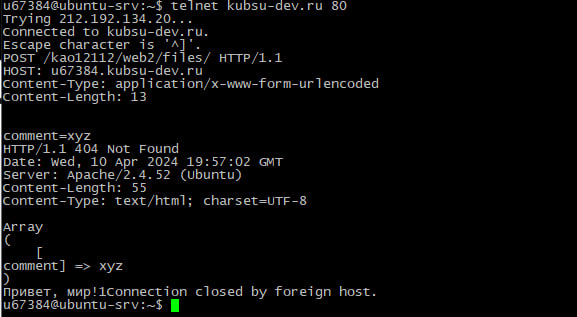 u67384@ubuntu-srv:~$ telnet kubsu-dev.ru 80
Trying 212.192.134.20...
Connected to kubsu-dev.ru.
Escape character is '^]'.
POST /kao12112/web2/files/ HTTP/1.1
HOST: u67384.kubsu-dev.ru
Content-Type: application/x-www-form-urlencoded
Content-Length: 13
comment=xyz
HTTP/1.1 404 Not Found
Date: Wed, 10 Apr 2024 19:57:02 GMT
Server: Apache/2.4.52 (Ubuntu)
Content-Length: 55
Content-Type: text/html; charset=UTF-8
Array
(
[
comment] => xyz
)
Привет, мир!1Connection closed by foreign host.
u67384@ubuntu-srv:~$